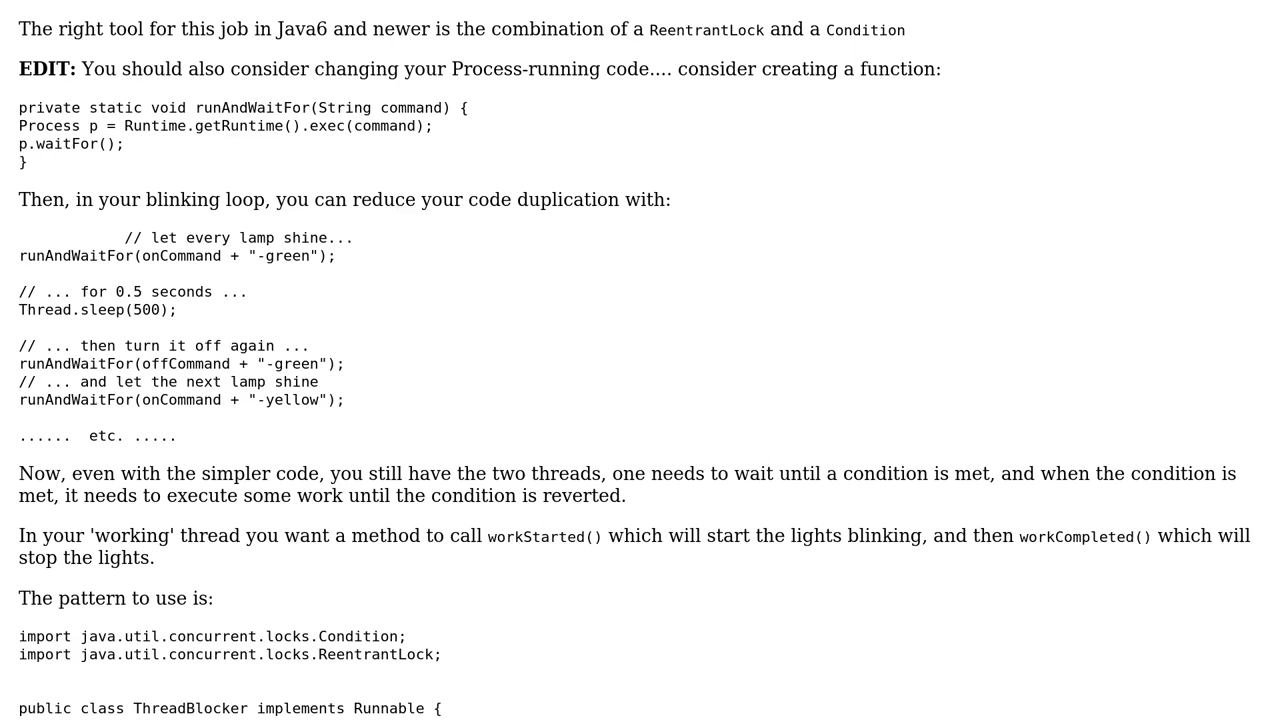 The right tool for this job in Java6 and newer is the combination of a ReentrantLock and a Condition
EDIT: You should also consider changing your Process-running code.... consider creating a function:
private static void runAndWaitFor(String command) {
Process p = Runtime.getRuntime().exec(command);
p.waitFor();
}
Then, in your blinking loop, you can reduce your code duplication with:
            // let every lamp shine...
runAndWaitFor(onCommand + "-green");

// ... for 0.5 seconds ...
Thread.sleep(500);

// ... then turn it off again ...
runAndWaitFor(offCommand + "-green");
// ... and let the next lamp shine
runAndWaitFor(onCommand + "-yellow");

......  etc. .....
Now, even with the simpler code, you still have the two threads, one needs to wait until a condition is met, and when the condition is
met, it needs to execute some work until the condition is reverted.
In your 'working' thread you want a method to call workStarted() which will start the lights blinking, and then workCompleted() which will
stop the lights.
The pattern to use is:
import java.util.concurrent.locks.Condition;
import java.util.concurrent.locks.ReentrantLock;


public class ThreadBlocker implements Runnable {